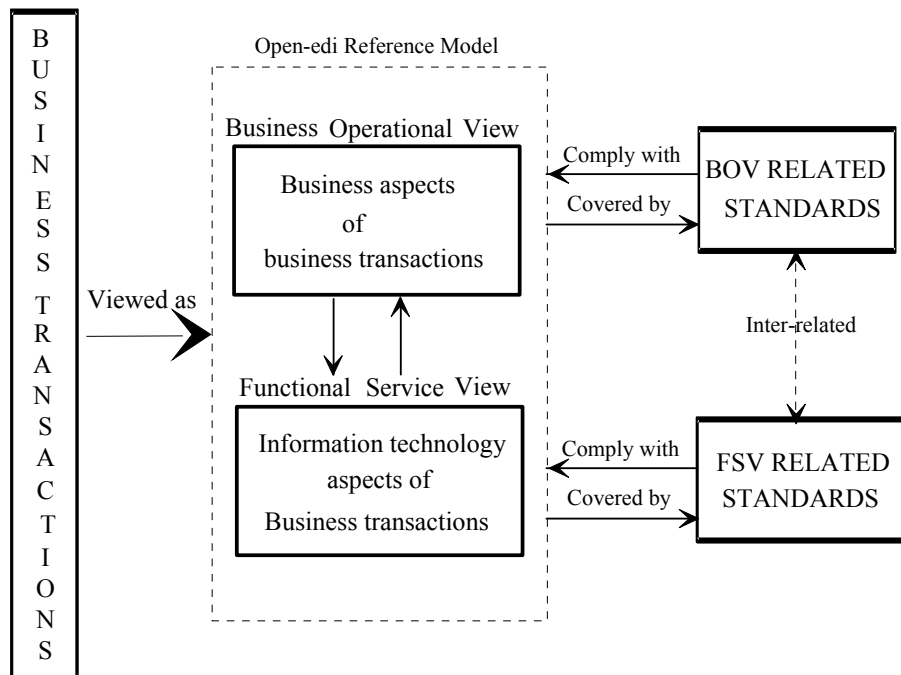 BUSINESS TRANSACTIONS
Viewed as
Open-edi Reference Model
Business Operational View
Business aspects
of
business transactions
Functional Service View
Information technology
aspects of
Business transactions
Comply with
Covered by
BOV RELATED
STANDARDS
Inter-related
Comply with
Covered by
FSV RELATED
STANDARDS